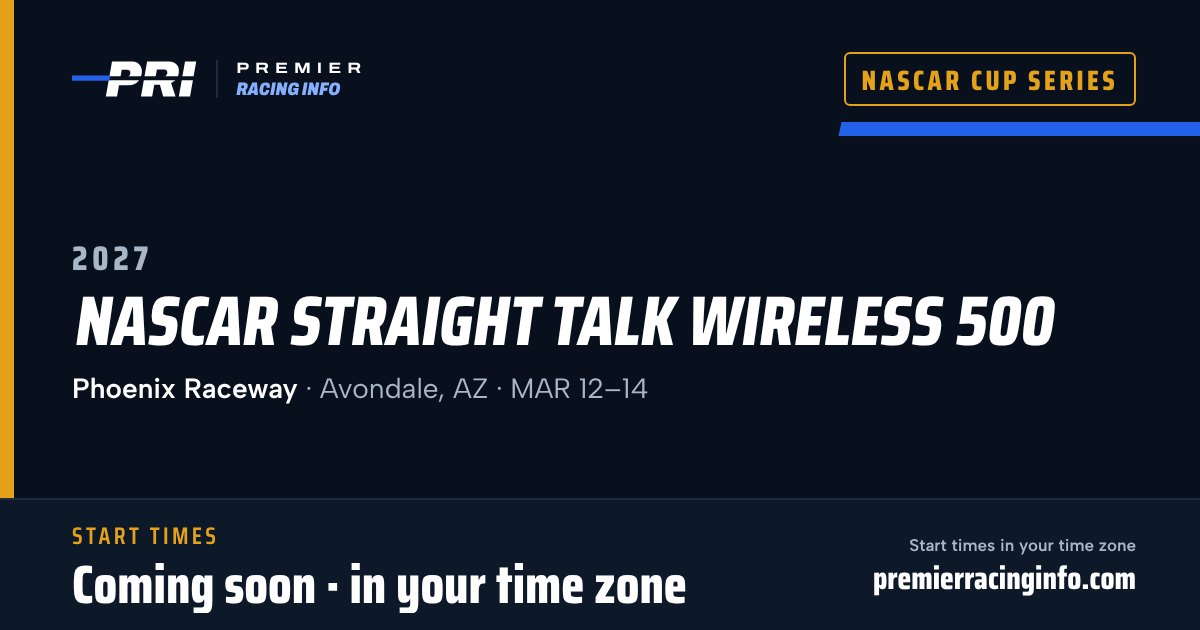 PRI PREMIER
RACING INFO
NASCAR CUP SERIES
2027
NASCAR STRAIGHT TALK WIRELESS 500
Phoenix Raceway · Avondale, AZ · MAR 12–14
START TIMES
Coming soon · in your time zone
Start times in your time zone
premierracinginfo.com